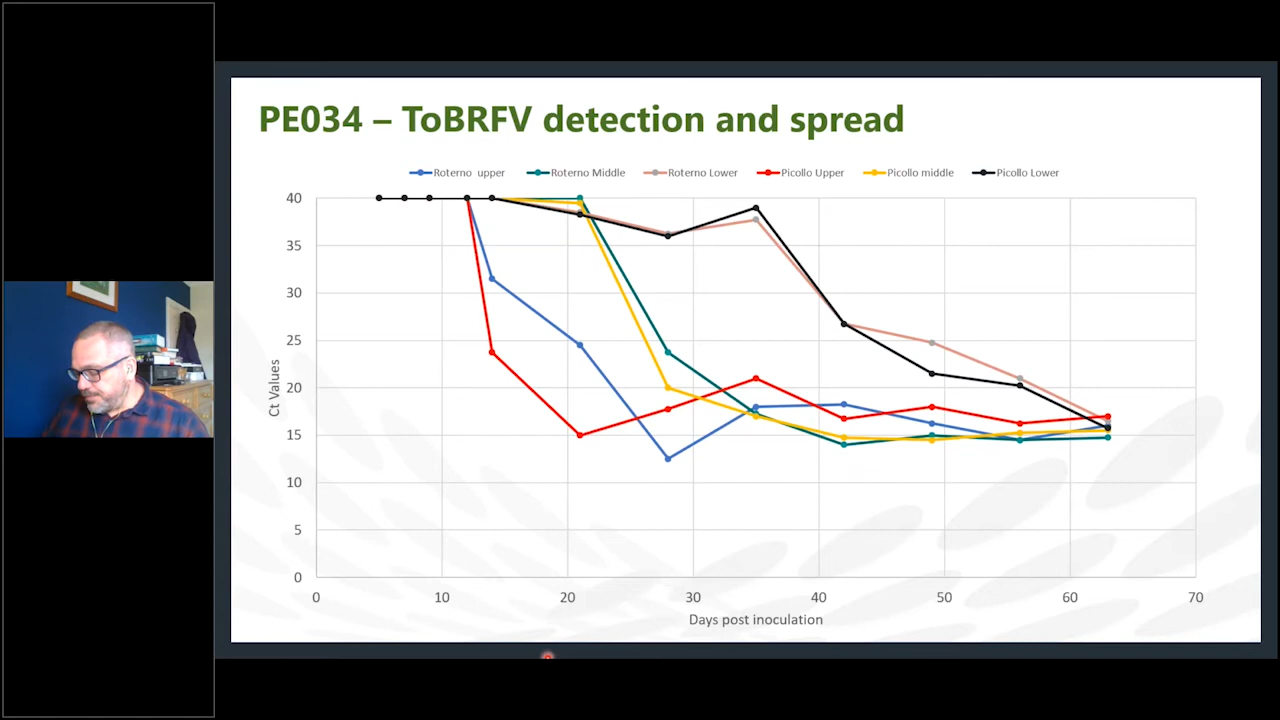 PE034 – ToBRFV detection and spread
Roterno  upper Roterno Middle Roterno Lower Picollo Upper Picollo middle Picollo Lower
40
35
30
25
20
15
10
5
0
Ct Values
0 10 20 30 40 50 60 70
Days post inoculation